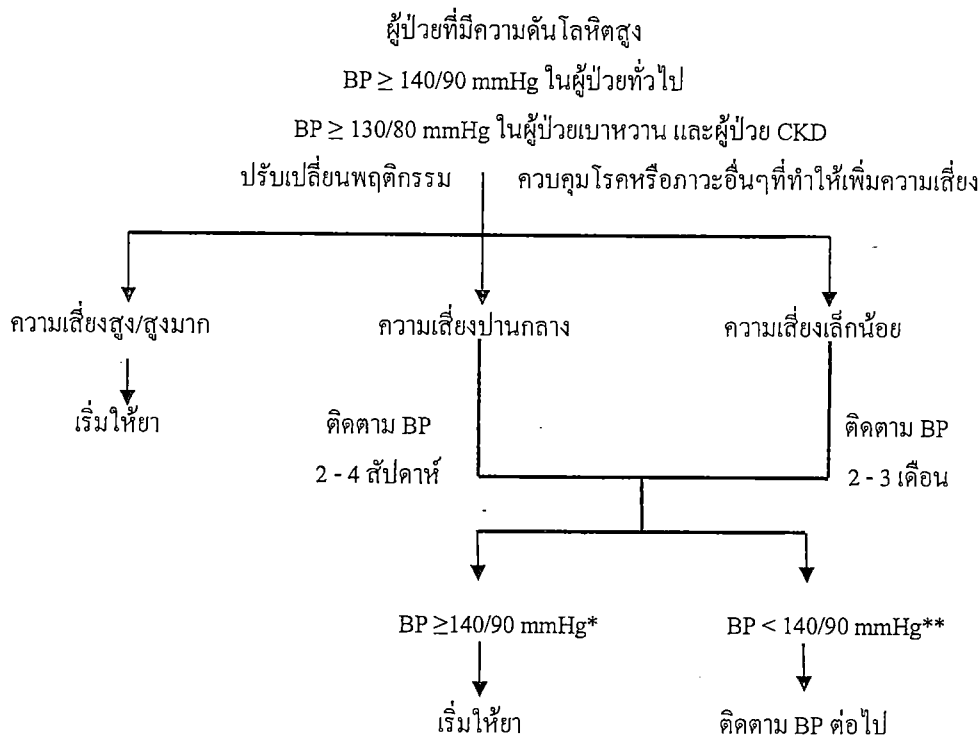 ผู้ป่วยที่มีความดันโลหิตสูง
BP ≥ 140/90 mmHg ในผู้ป่วยทั่วไป
BP ≥ 130/80 mmHg ในผู้ป่วยเบาหวาน และผู้ป่วย CKD
ปรับเปลี่ยนพฤติกรรม ควบคุมโรคหรือภาวะอื่นๆที่ทำให้เพิ่มความเสี่ยง
ความเสี่ยงสูง/สูงมาก ความเสี่ยงปานกลาง ความเสี่ยงเล็กน้อย
เริ่มให้ยา ติดตาม BP ติดตาม BP
2 - 4 สัปดาห์ 2 - 3 เดือน
BP ≥140/90 mmHg* BP < 140/90 mmHg**
เริ่มให้ยา ติดตาม BP ต่อไป